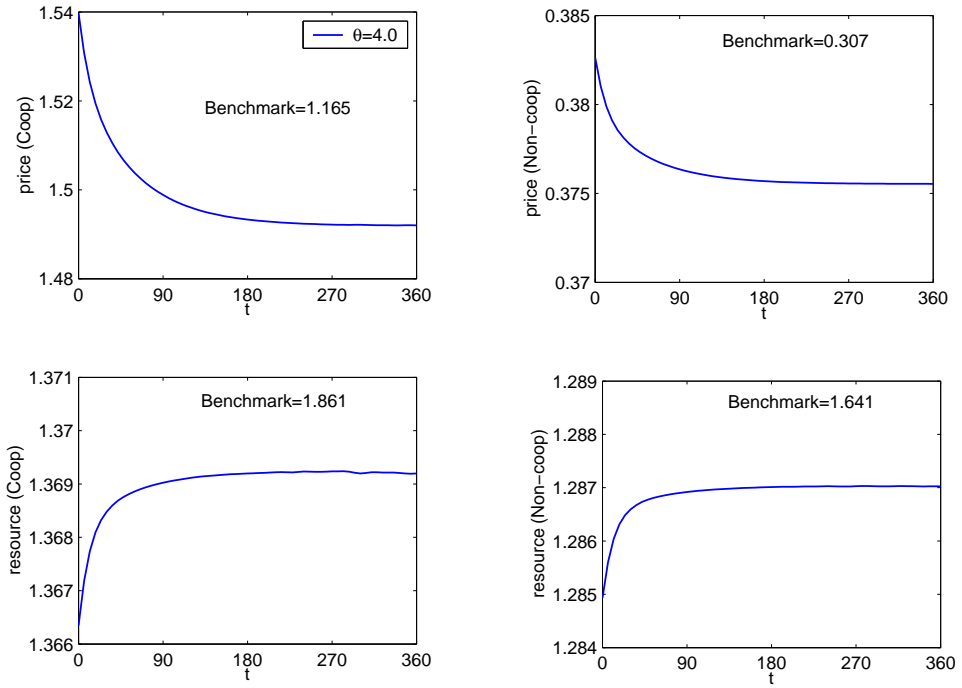 1.54
1.52
1.5
1.48
price (Coop)
θ=4.0
Benchmark=1.165
0 90 180 270 360
t
0.385
0.38
0.375
0.37
price (Non−coop)
Benchmark=0.307
0 90 180 270 360
t
1.371
1.37
1.369
1.368
1.367
1.366
resource (Coop)
Benchmark=1.861
0 90 180 270 360
t
1.289
1.288
1.287
1.286
1.285
1.284
resource (Non−coop)
Benchmark=1.641
0 90 180 270 360
t